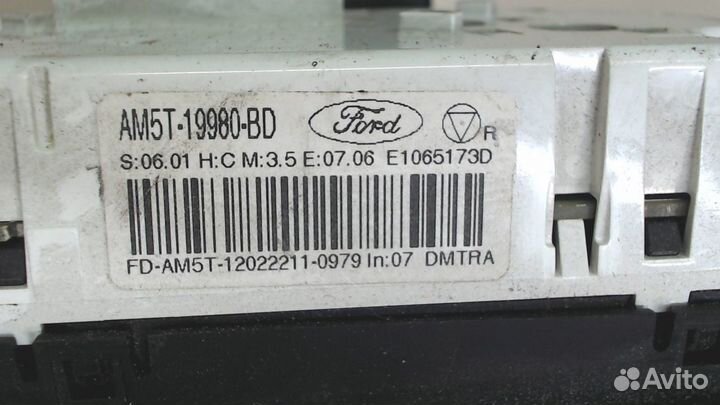 AM5T-19980-BD
Ford
R
S:06.01 H:C M:3.5 E:07.06 E1065173D
FD-AM5T-12022211-0979 In:07 DMTRA
Avito